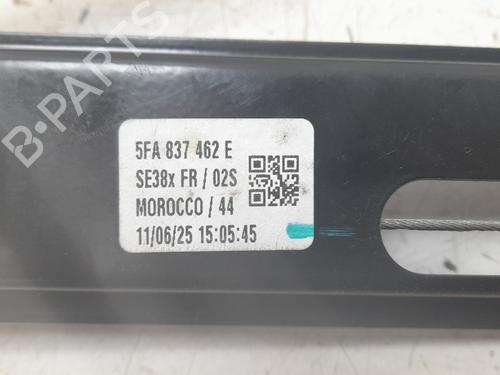 5FA 837 462 E
SE38x FR / 02S
MOROCCO / 44
11/06/25 15:05:45
B-PARTS